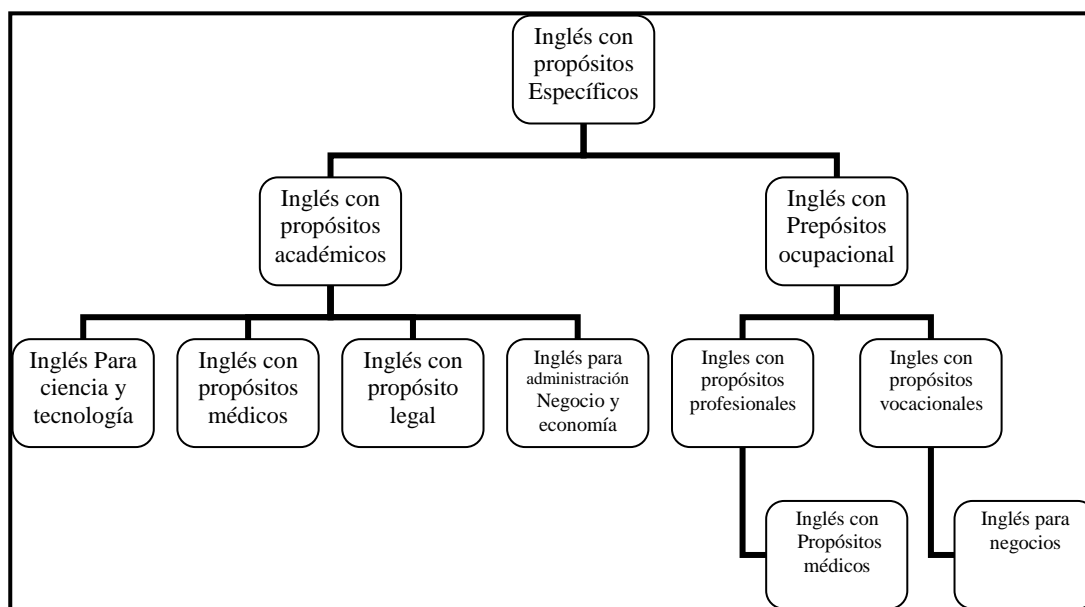 Inglés con
propósitos
Específicos
Inglés con
propósitos
académicos
Inglés con
Prepósitos
ocupacional
Inglés Para
ciencia y
tecnología
Inglés con
propósitos
médicos
Inglés con
propósito
legal
Inglés para
administración
Negocio y
economía
Ingles con
propósitos
profesionales
Ingles con
propósitos
vocacionales
Inglés con
Propósitos
médicos
Inglés para
negocios